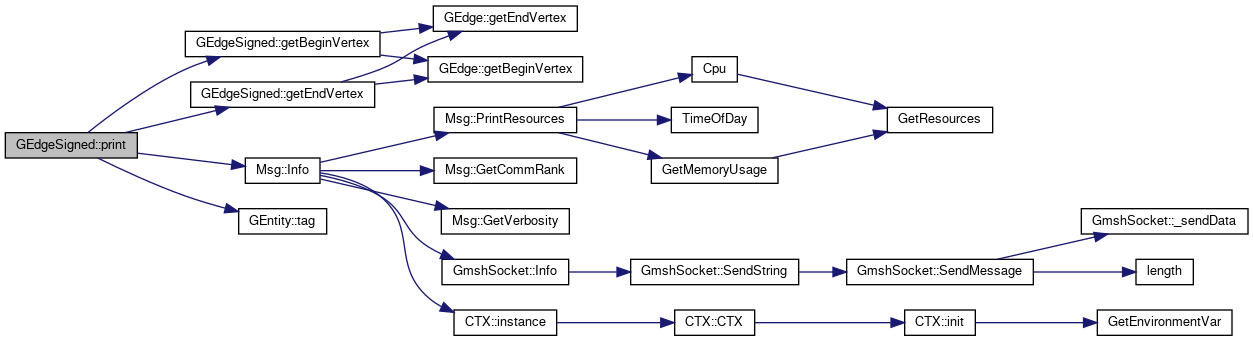 GEdgeSigned::print
GEdgeSigned::getBeginVertex
GEdgeSigned::getEndVertex
Msg::Info
GEntity::tag
GEdge::getEndVertex
GEdge::getBeginVertex
Msg::PrintResources
Msg::GetCommRank
Msg::GetVerbosity
GmshSocket::Info
CTX::instance
Cpu
TimeOfDay
GetMemoryUsage
GetResources
GmshSocket::SendString
GmshSocket::SendMessage
GmshSocket::_sendData
length
CTX::CTX
CTX::init
GetEnvironmentVar